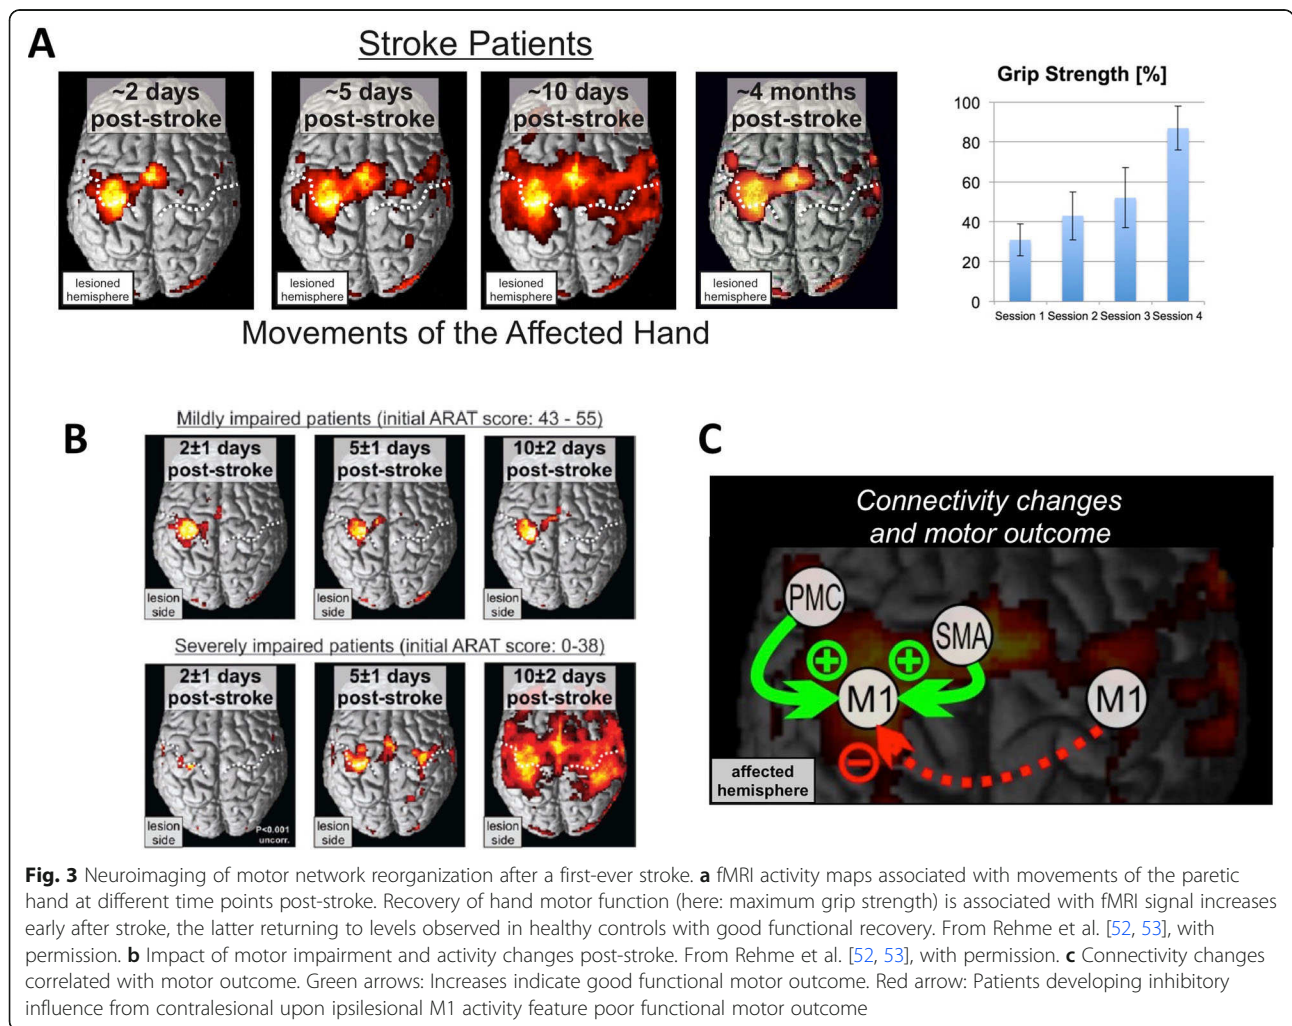 A
Stroke Patients
~2 days
post-stroke
~5 days
post-stroke
~10 days
post-stroke
~4 months
post-stroke
lesioned
hemisphere
lesioned
hemisphere
lesioned
hemisphere
lesioned
hemisphere
Movements of the Affected Hand
Grip Strength [%]
100
80
60
40
20
0
Session 1 Session 2 Session 3 Session 4
B
Mildly impaired patients (initial ARAT score: 43 - 55)
2±1 days
post-stroke
5±1 days
post-stroke
10±2 days
post-stroke
lesion
side
lesion
side
lesion
side
Severely impaired patients (initial ARAT score: 0-38)
2±1 days
post-stroke
5±1 days
post-stroke
10±2 days
post-stroke
lesion
side
P<0.001
uncorr.
lesion
side
lesion
side
C
Connectivity changes
and motor outcome
PMC
SMA
+
+
M1
M1
−
affected
hemisphere
Fig. 3 Neuroimaging of motor network reorganization after a first-ever stroke. a fMRI activity maps associated with movements of the paretic
hand at different time points post-stroke. Recovery of hand motor function (here: maximum grip strength) is associated with fMRI signal increases
early after stroke, the latter returning to levels observed in healthy controls with good functional recovery. From Rehme et al. [52, 53], with
permission. b Impact of motor impairment and activity changes post-stroke. From Rehme et al. [52, 53], with permission. c Connectivity changes
correlated with motor outcome. Green arrows: Increases indicate good functional motor outcome. Red arrow: Patients developing inhibitory
influence from contralesional upon ipsilesional M1 activity feature poor functional motor outcome